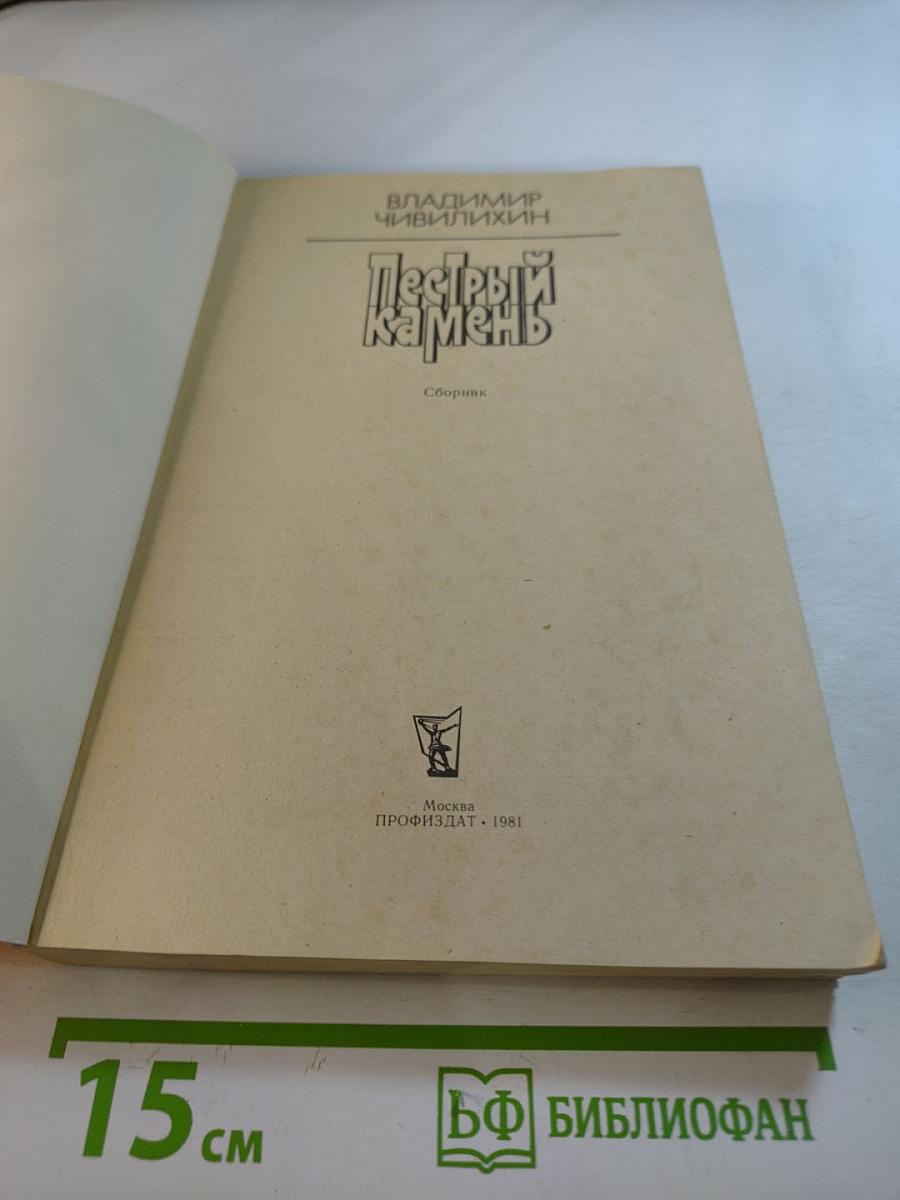 ВЛАДИМИР
ЧИВИЛИХИН
Пестрый
камень
Сборник
Москва
ПРОФИЗДАТ • 1981
15 см
БФ БИБЛИОФАН